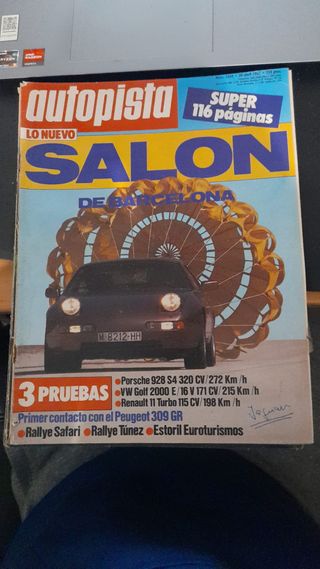 autopista
SUPER
116 páginas
LO NUEVO
SALON
DE BARCELONA
M-8212-HH
3 PRUEBAS
•Porsche 928 S4 320 CV/272 Km/h
•VW Golf 2000 E/16 V 171 CV/215 Km/h
•Renault 11 Turbo 115 CV/198 Km/h
Primer contacto con el Peugeot 309 GR
•Rallye Safari •Rallye Túnez •Estoril Euroturismos